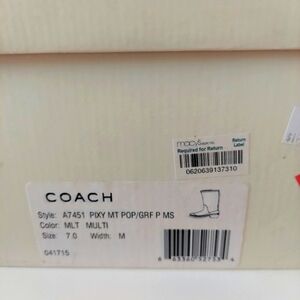 macy's
Required for Return
Return
Label
0620639137310
COACH
Style: A7451 PIXY MT POP/GRF P MS
Color: MLT MULTI
Size: 7.0 Width: M
041715